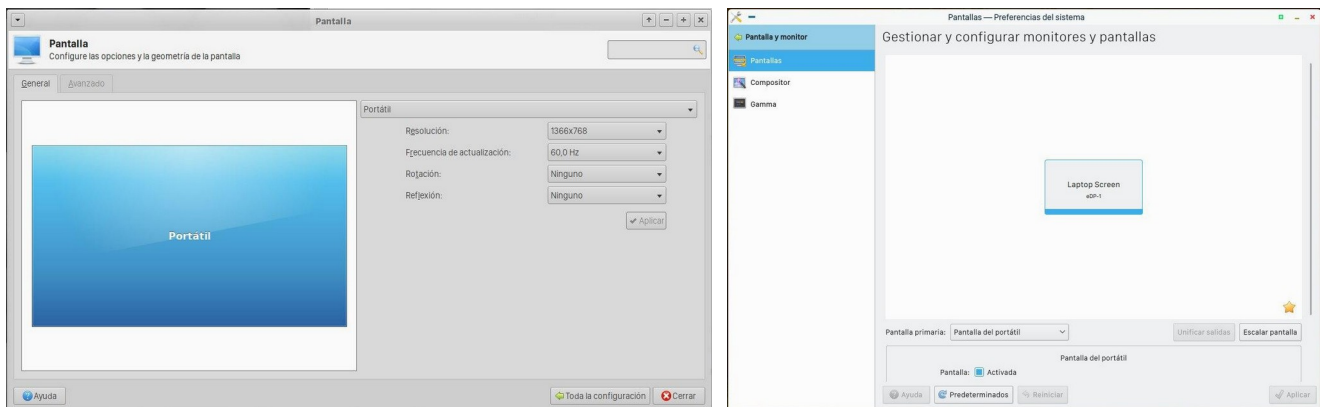 Pantalla
Pantalla
Configure las opciones y la geometría de la pantalla
General Avanzado
Portátil
Portátil
Resolución: 1366x768
Frecuencia de actualización: 60,0 Hz
Rotación: Ninguno
Reflexión: Ninguno
Aplicar
Ayuda Toda la configuración Cerrar
Pantallas — Preferencias del sistema
Pantalla y monitor
Gestionar y configurar monitores y pantallas
Pantallas
Compositor
Gamma
Laptop Screen
eDP-1
Pantalla primaria: Pantalla del portátil Unificar salidas Escalar pantalla
Pantalla del portátil
Pantalla: Activada
Ayuda Predeterminados Reiniciar Aplicar